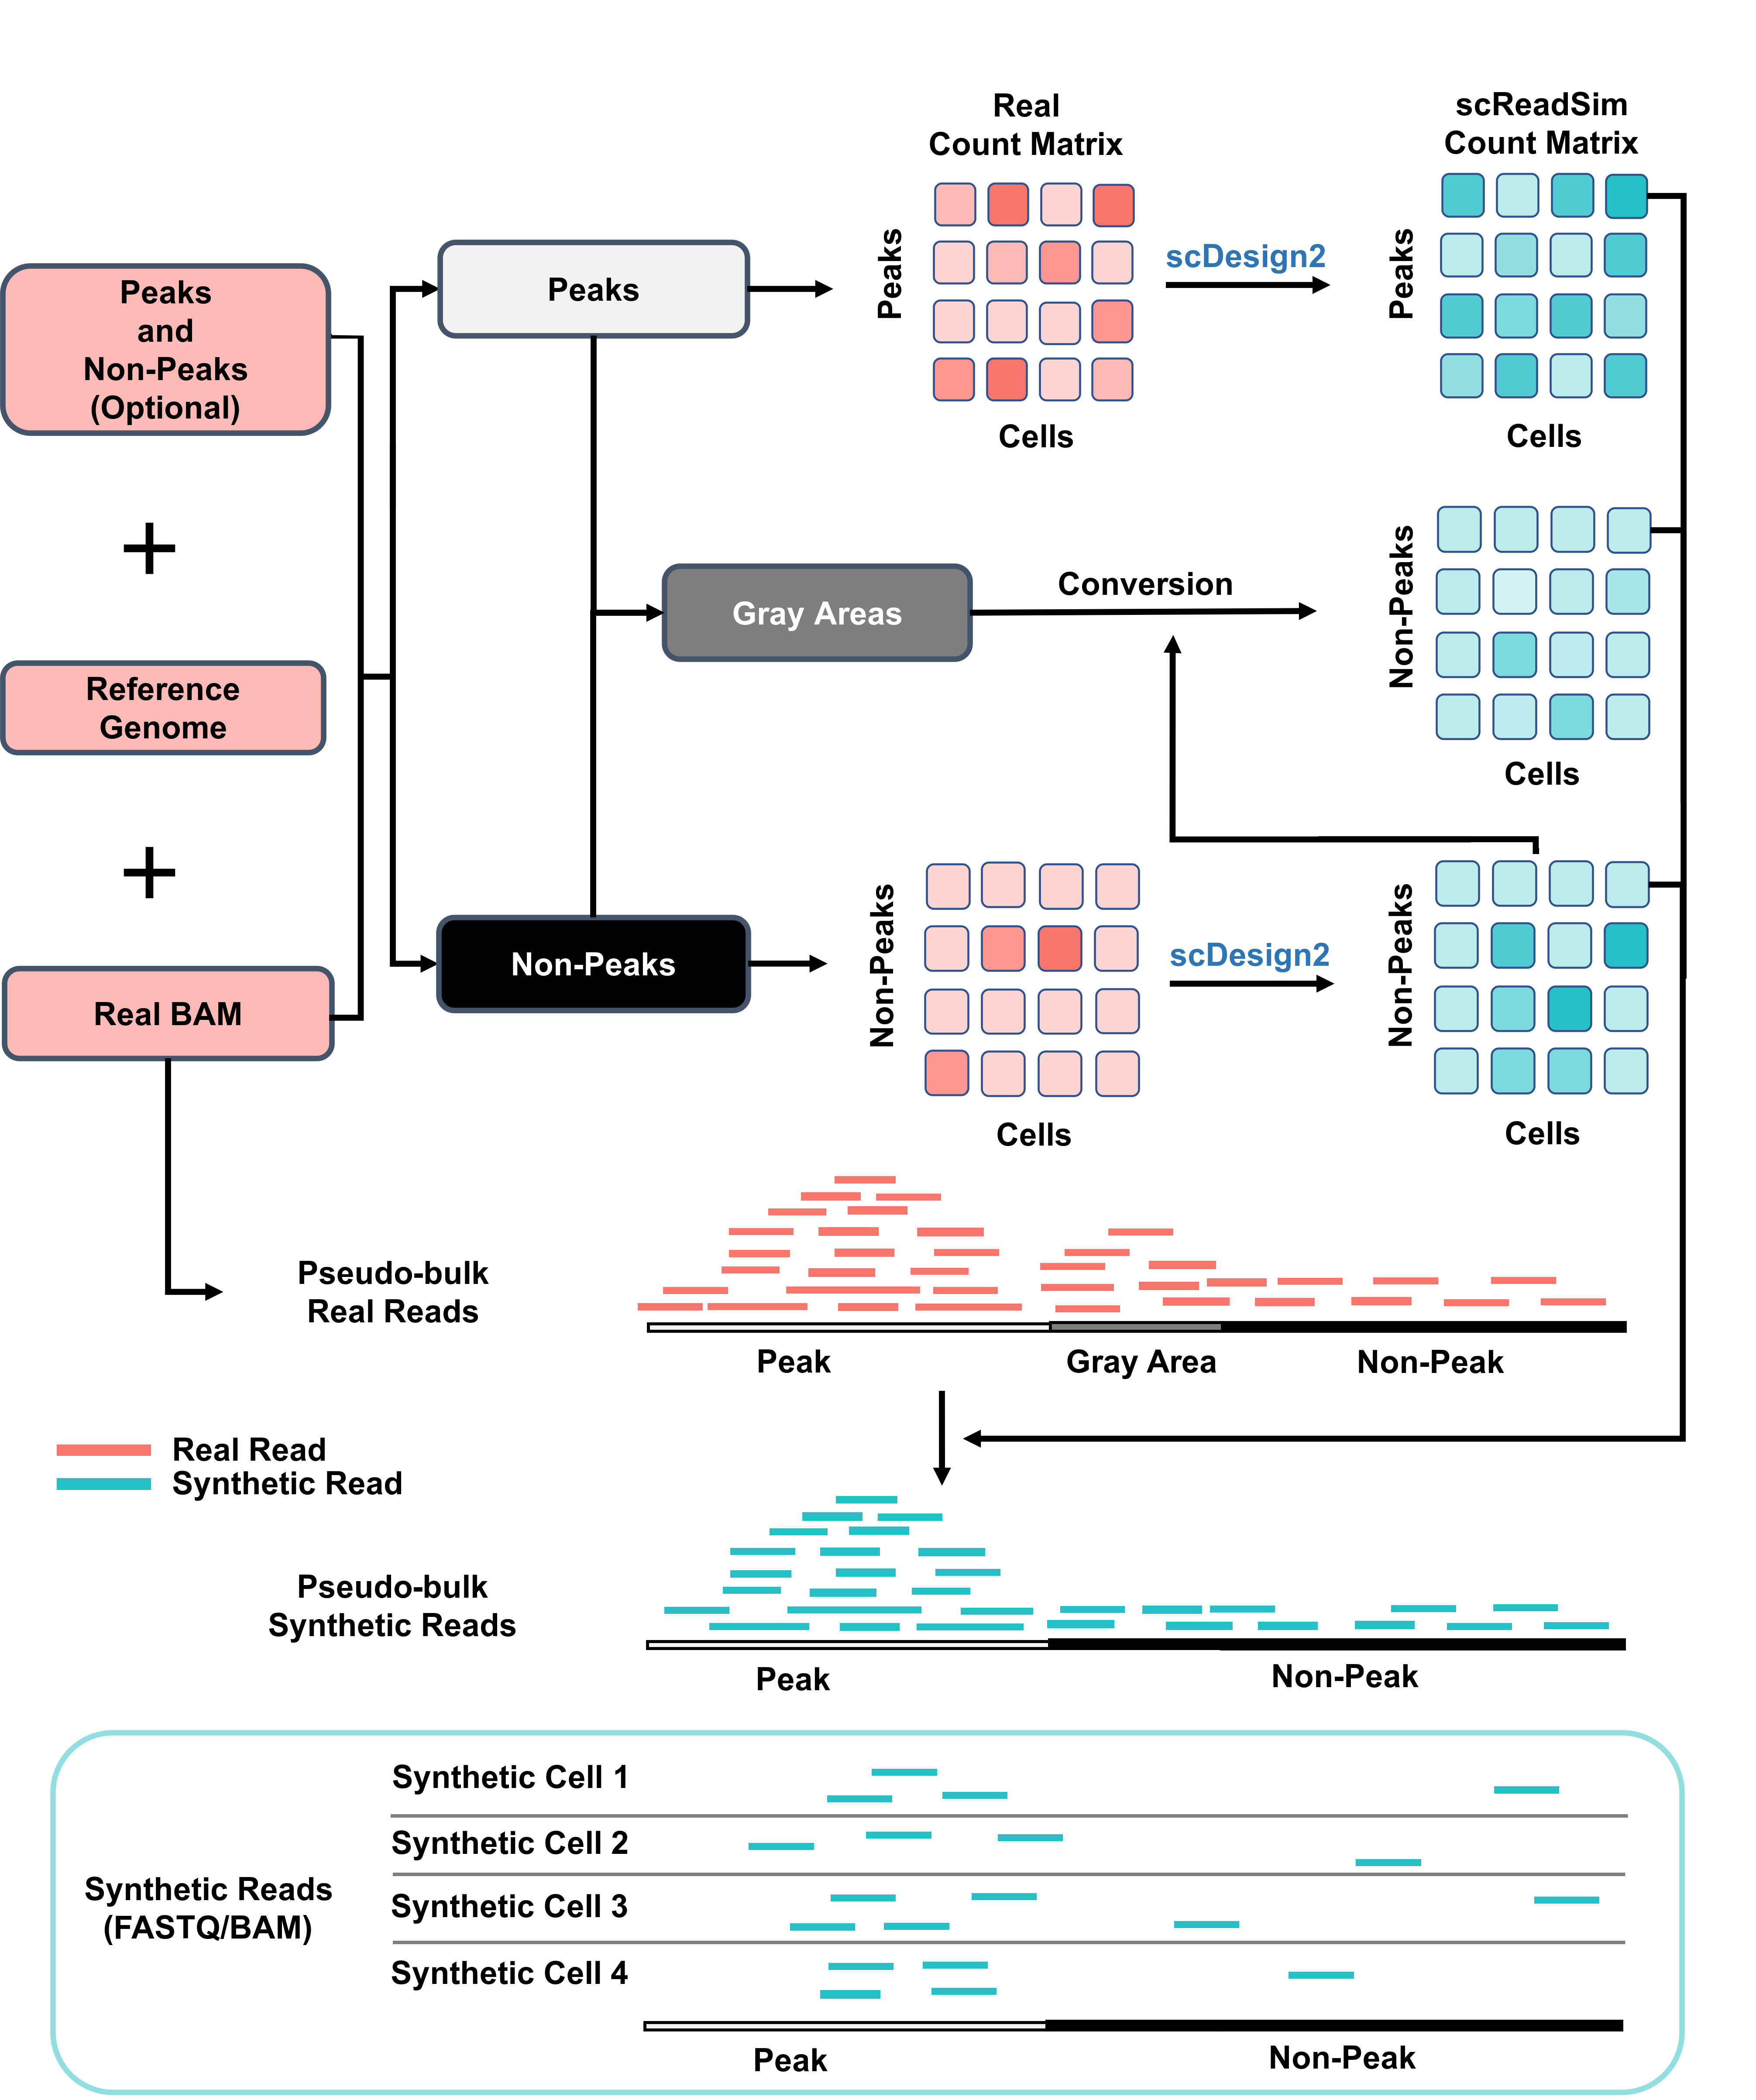 Real
Count Matrix
scReadSim
Count Matrix
Peaks
and
Non-Peaks
(Optional)
Peaks
Peaks
scDesign2
Peaks
Cells
Cells
+
Gray Areas
Conversion
Non-Peaks
Cells
Reference
Genome
+
Real BAM
Non-Peaks
Non-Peaks
scDesign2
Non-Peaks
Cells
Cells
Pseudo-bulk
Real Reads
Peak
Gray Area
Non-Peak
Real Read
Synthetic Read
Pseudo-bulk
Synthetic Reads
Peak
Non-Peak
Synthetic Reads
(FASTQ/BAM)
Synthetic Cell 1
Synthetic Cell 2
Synthetic Cell 3
Synthetic Cell 4
Peak
Non-Peak